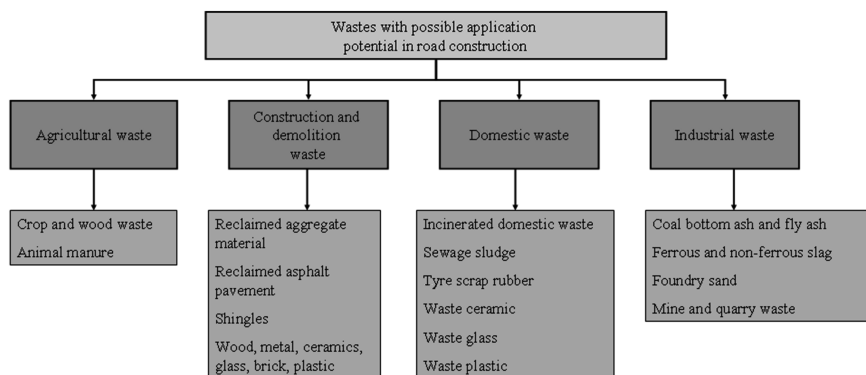 Wastes with possible application
potential in road construction
Agricultural waste
Construction and
demolition
waste
Domestic waste
Industrial waste
Crop and wood waste
Animal manure
Reclaimed aggregate
material
Reclaimed asphalt
pavement
Shingles
Wood, metal, ceramics,
glass, brick, plastic
Incinerated domestic waste
Sewage sludge
Tyre scrap rubber
Waste ceramic
Waste glass
Waste plastic
Coal bottom ash and fly ash
Ferrous and non-ferrous slag
Foundry sand
Mine and quarry waste